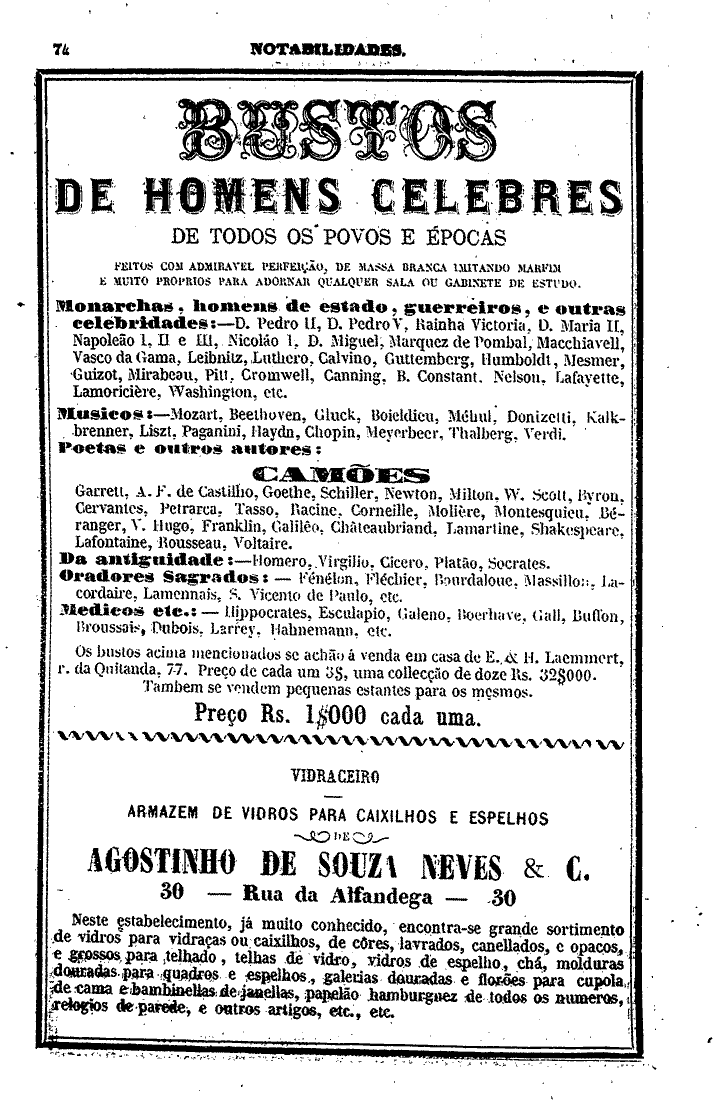 74
NOTABILIDADES.
BUSTOS
DE HOMENS CELEBRES
DE TODOS OS POVOS E ÉPOCAS
FEITOS COM ADMIRAVEL PERFEIÇÃO, DE MASSA BRANCA IMITANDO MARFIM
E MUITO PROPRIOS PARA ADORNAR QUALQUER SALA OU GABINETE DE ESTUDO.
Monarchas, homens de estado, guerreiros, e outras
celebridades:—D. Pedro II, D. Pedro V, Rainha Victoria, D. Maria II,
Napoleão I, II e III, Nicoláo I, D. Miguel, Marquez de Pombal, Macchiavell,
Vasco da Gama, Leibnitz, Luthero, Calvino, Guttemberg, Humboldt, Mesmer,
Guizot, Mirabeau, Pitt, Cromwell, Canning, B. Constant, Nelson, Lafayette,
Lamoricière, Washington, etc.
Musicos:—Mozart, Beethoven, Gluck, Boieldieu, Méhul, Donizetti, Kalk-
brenner, Liszt, Paganini, Haydn, Chopin, Meyerbeer, Thalberg, Verdi.
Poetas e outros autores:
CAMÕES
Garrett, A. F. de Castilho, Goethe, Schiller, Newton, Milton, W. Scott, Byron,
Cervantes, Petrarca, Tasso, Racine, Corneille, Molière, Montesquieu, Bé-
ranger, V. Hugo, Franklin, Galilêo, Châteaubriand, Lamartine, Shakespeare,
Lafontaine, Rousseau, Voltaire.
Da antiguidade:—Homero, Virgilio, Cicero, Platão, Socrates.
Oradores Sagrados: — Fénélon, Fléchier, Bourdaloue, Massillon, La-
cordaire, Lamennais, S. Vicento de Paulo, etc.
Medicos etc.: — Hippocrates, Esculapio, Galeno, Boerhave, Gall, Buffon,
Broussais, Dubois, Larrey, Hahnemann, etc.
Os bustos acima mencionados se achão á venda em casa de E. & H. Laemmert,
r. da Quitanda, 77. Preço de cada um 3$, uma collecção de doze Rs. 32$000.
Tambem se vendem pequenas estantes para os mesmos.
Preço Rs. 1$000 cada uma.
VIDRACEIRO
ARMAZEM DE VIDROS PARA CAIXILHOS E ESPELHOS
DE
AGOSTINHO DE SOUZA NEVES & C.
30 — Rua da Alfandega — 30
Neste estabelecimento, já muito conhecido, encontra-se grande sortimento
de vidros para vidraças ou caixilhos, de côres, lavrados, canellados, e opacos,
e grossos para telhado, telhas de vidro, vidros de espelho, chá, molduras
douradas para quadros e espelhos, galerias douradas e florões para cupola
de cama e bambinellas de janellas, papelão hamburguez de todos os numeros,
relogios de parede, e outros artigos, etc., etc.